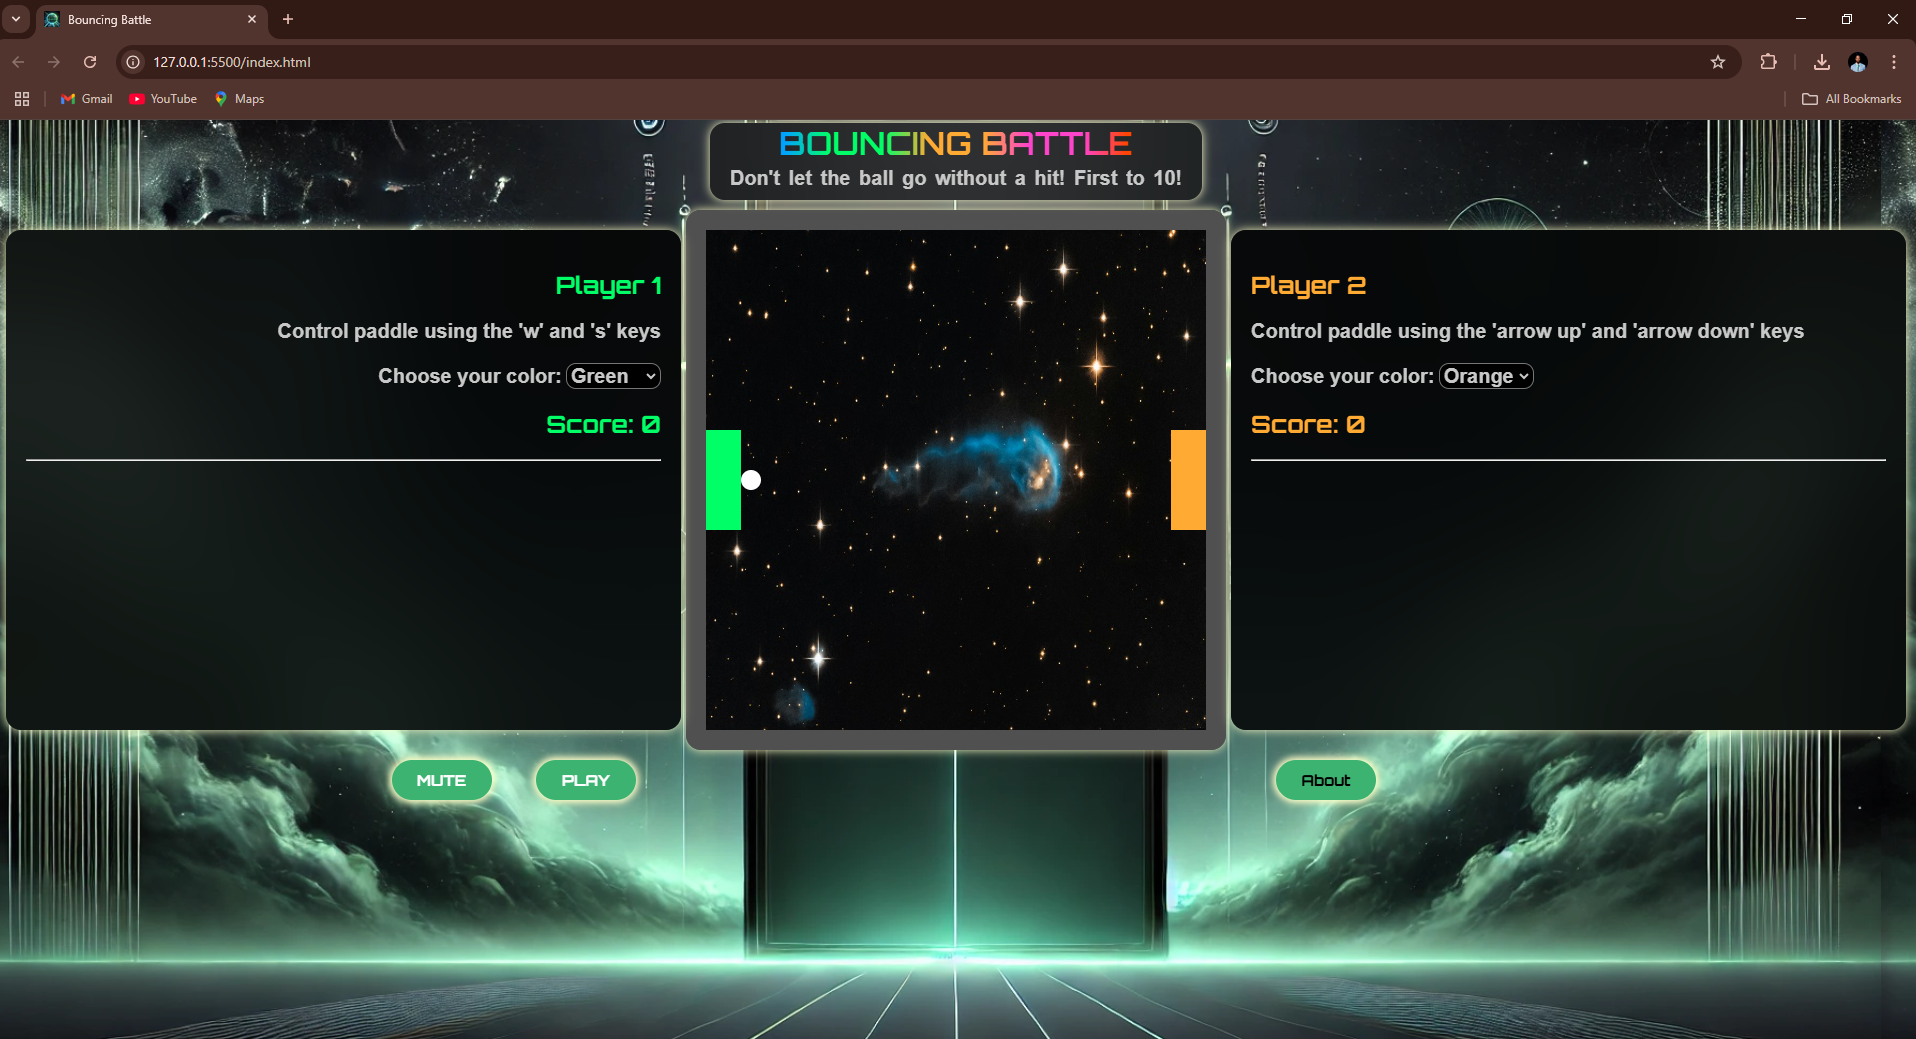 Bouncing Battle
127.0.0.1:5500/index.html
Gmail YouTube Maps All Bookmarks
BOUNCING BATTLE
Don't let the ball go without a hit! First to 10!
Player 1
Control paddle using the 'w' and 's' keys
Choose your color: Green
Score: 0
Player 2
Control paddle using the 'arrow up' and 'arrow down' keys
Choose your color: Orange
Score: 0
MUTE PLAY About